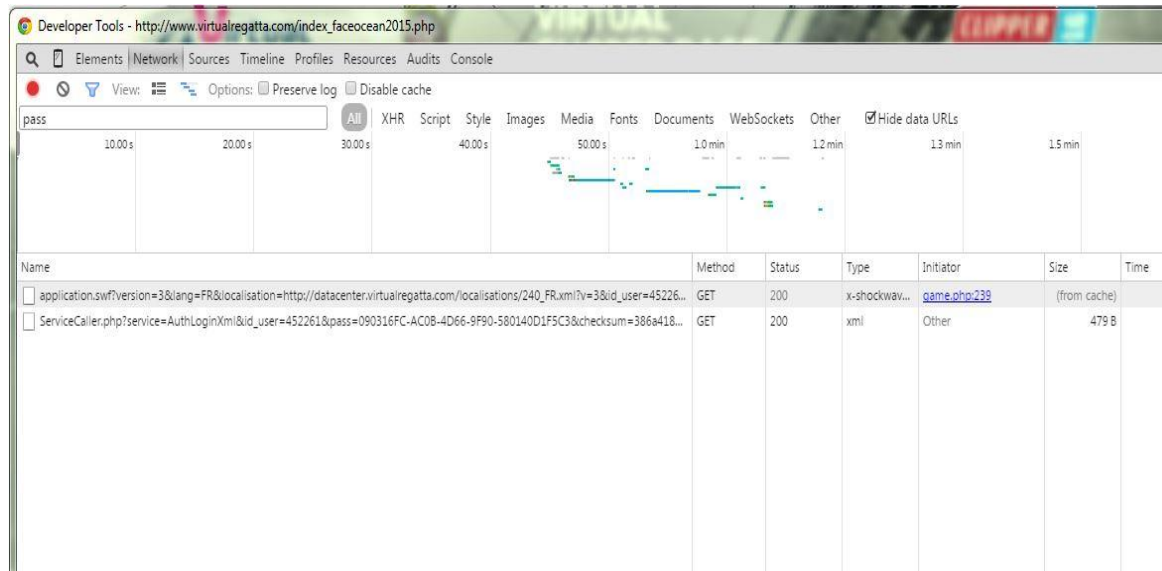 VIRTUAL
CLIPPER
Developer Tools - http://www.virtualregatta.com/index_faceocean2015.php
Elements Network Sources Timeline Profiles Resources Audits Console
View: Options: Preserve log Disable cache
pass All XHR Script Style Images Media Fonts Documents WebSockets Other Hide data URLs
10.00 s 20.00 s 30.00 s 40.00 s 50.00 s 1.0 min 1.2 min 1.3 min 1.5 min
Name Method Status Type Initiator Size Time
application.swf?version=3&lang=FR&localisation=http://datacenter.virtualregatta.com/localisations/240_FR.xml?v=3&id_user=45226... GET 200 x-shockwav... game.php:239 (from cache)
ServiceCaller.php?service=AuthLoginXml&id_user=452261&pass=090316FC-AC0B-4D66-9F90-580140D1F5C3&checksum=386a418... GET 200 xml Other 479 B